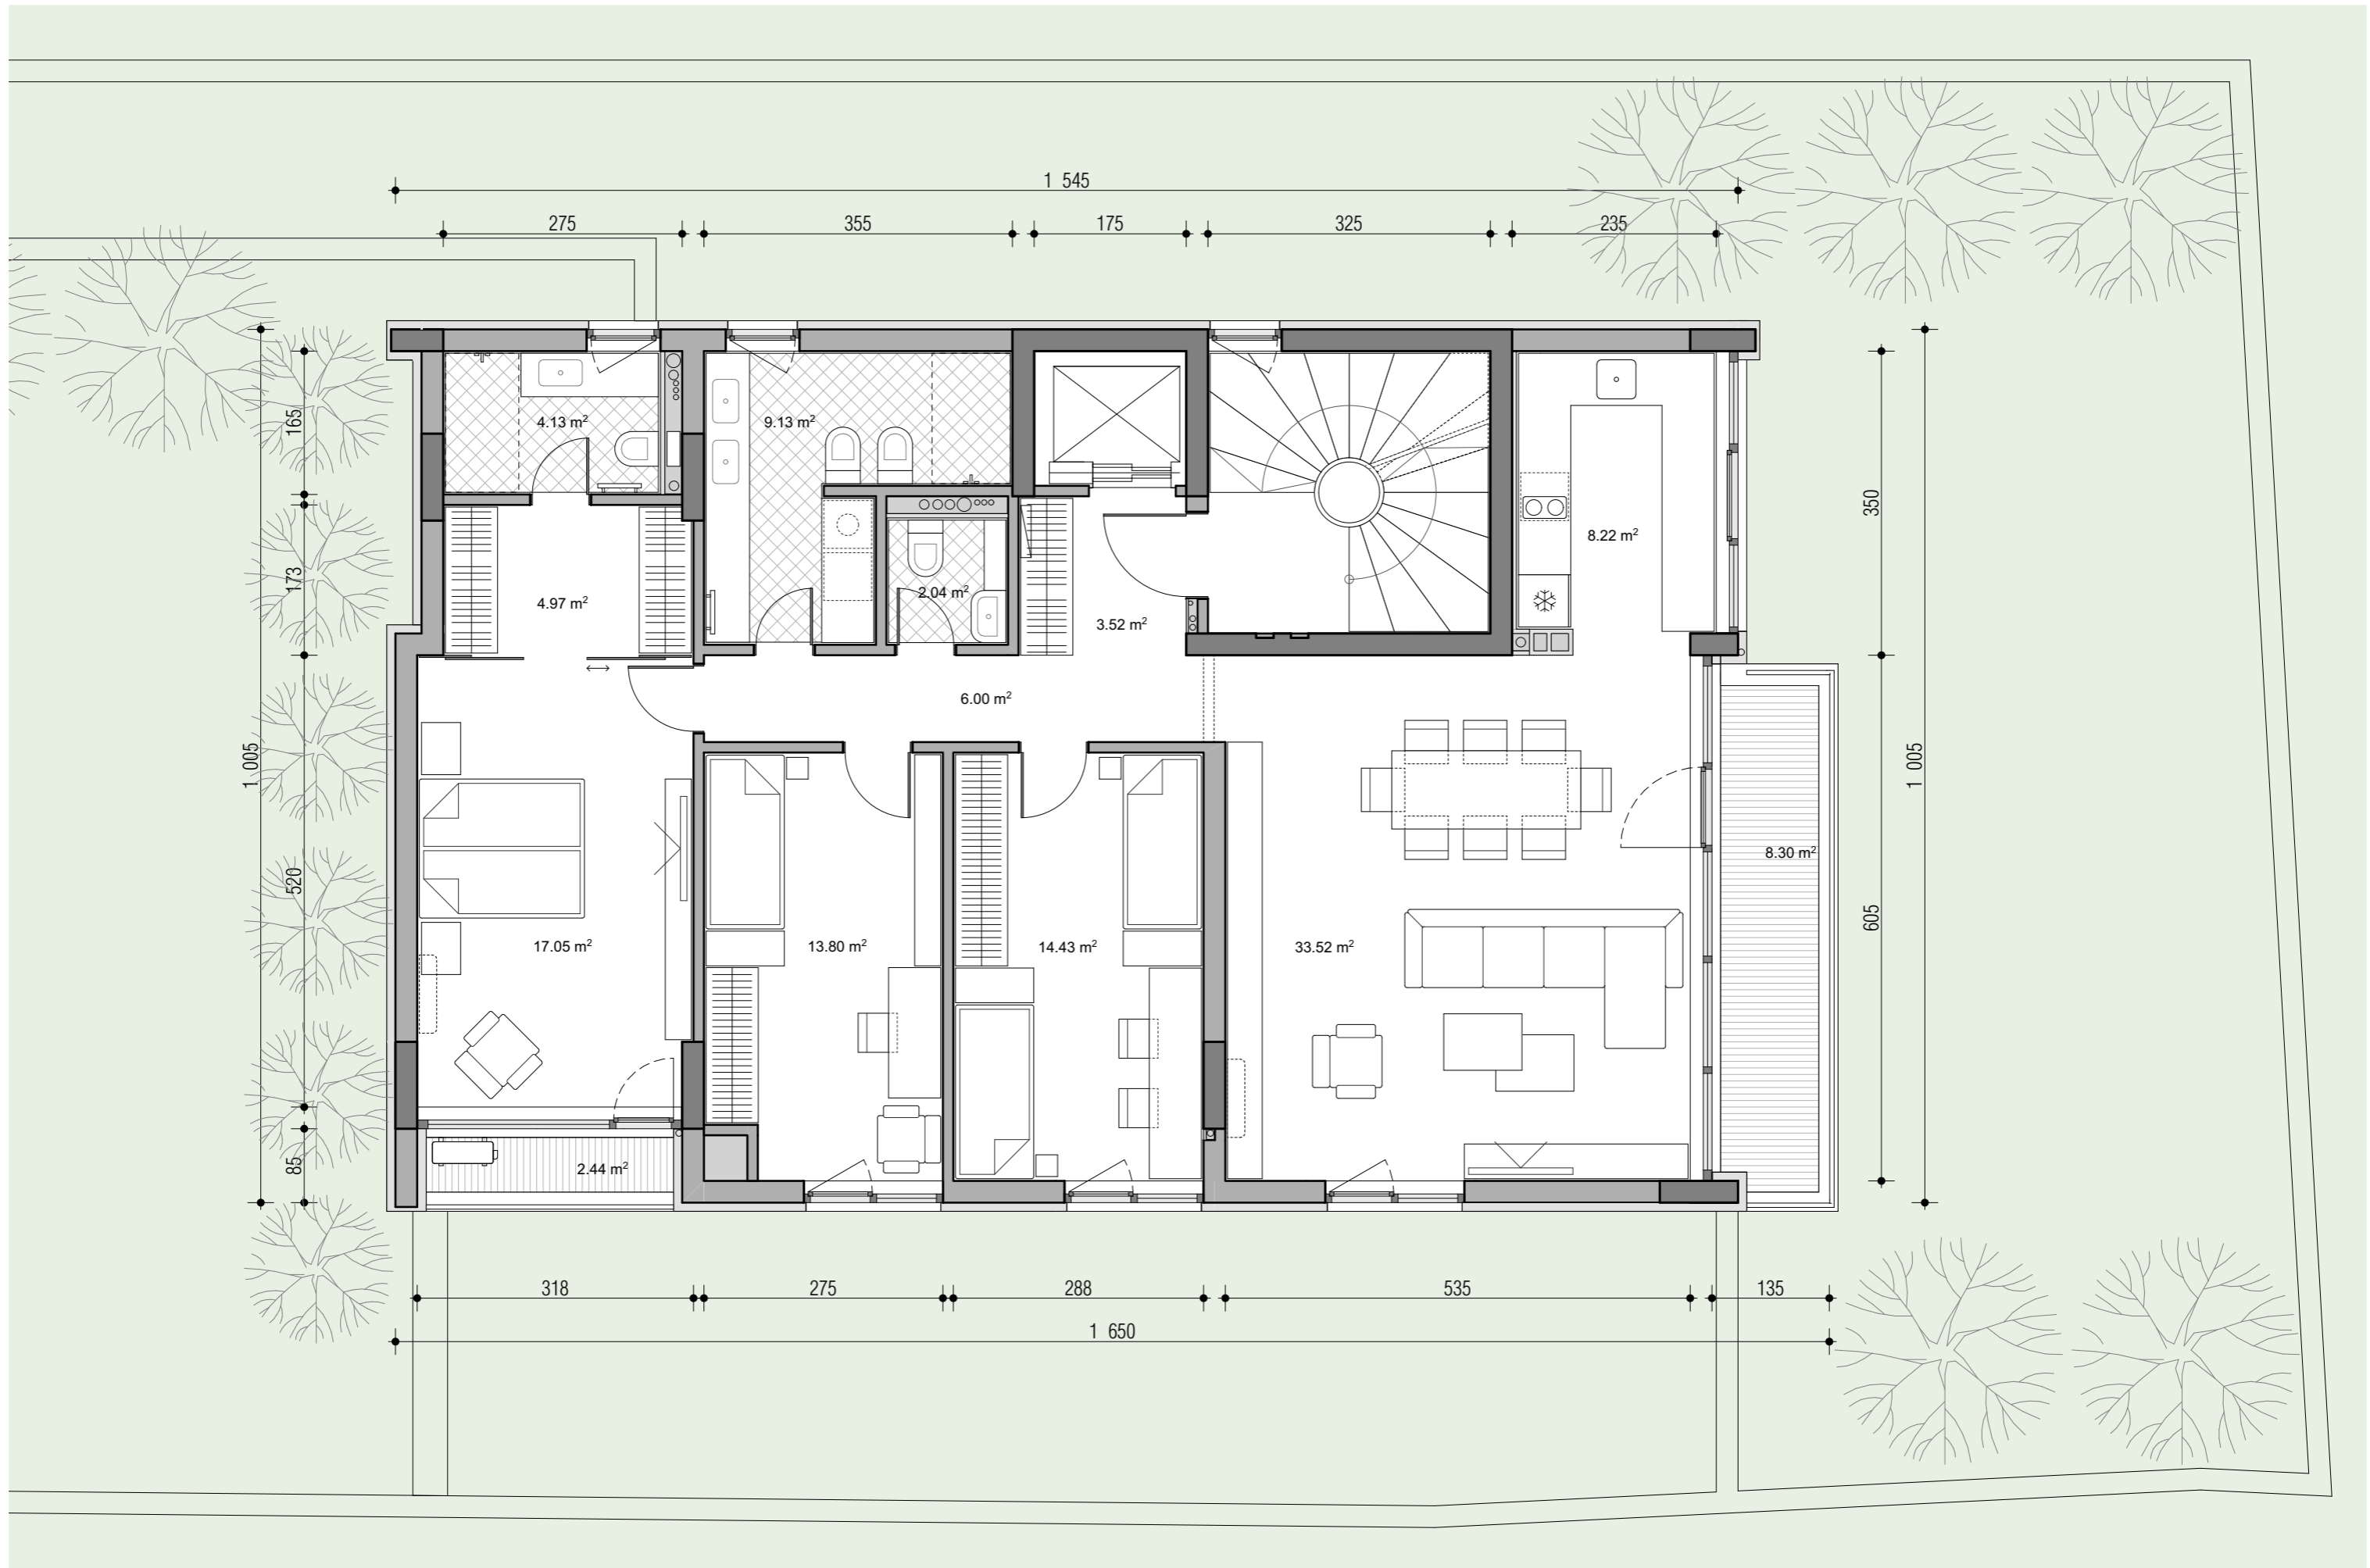 1 545
275 355 175 325 235
165
173
520
85
1 005
350
605
1 005
4.13 m²
9.13 m²
8.22 m²
4.97 m²
2.04 m²
3.52 m²
6.00 m²
8.30 m²
17.05 m²
13.80 m²
14.43 m²
33.52 m²
2.44 m²
318 275 288 535 135
1 650